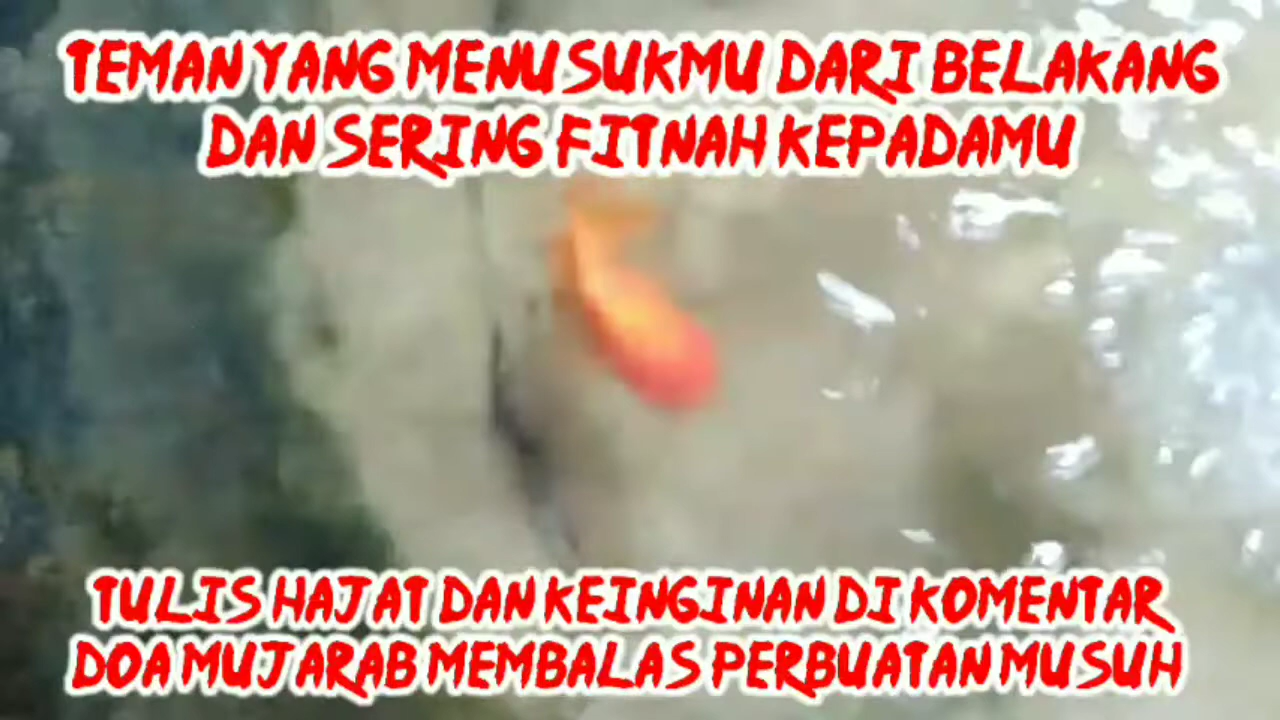 TEMAN YANG MENUSUKMU DARI BELAKANG
DAN SERING FITNAH KEPADAMU
TULIS HAJAT DAN KEINGINAN DI KOMENTAR
DOA MUJARAB MEMBALAS PERBUATAN MUSUH